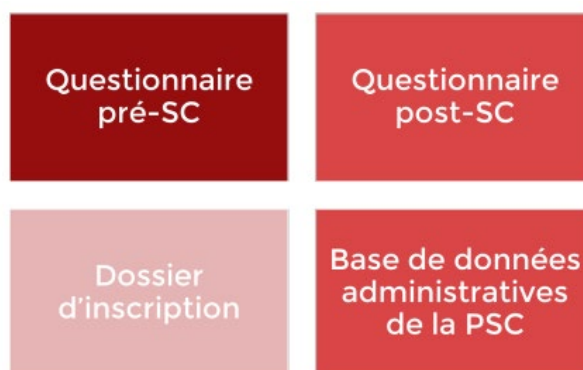 Questionnaire
pré-SC
Questionnaire
post-SC
Dossier
d'inscription
Base de données
administratives
de la PSC